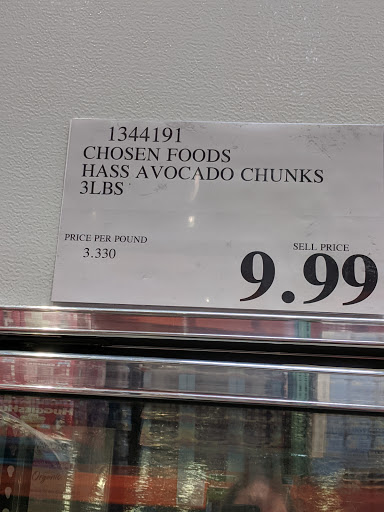 1344191
CHOSEN FOODS
HASS AVOCADO CHUNKS
3LBS
PRICE PER POUND
3.330
SELL PRICE
9.99